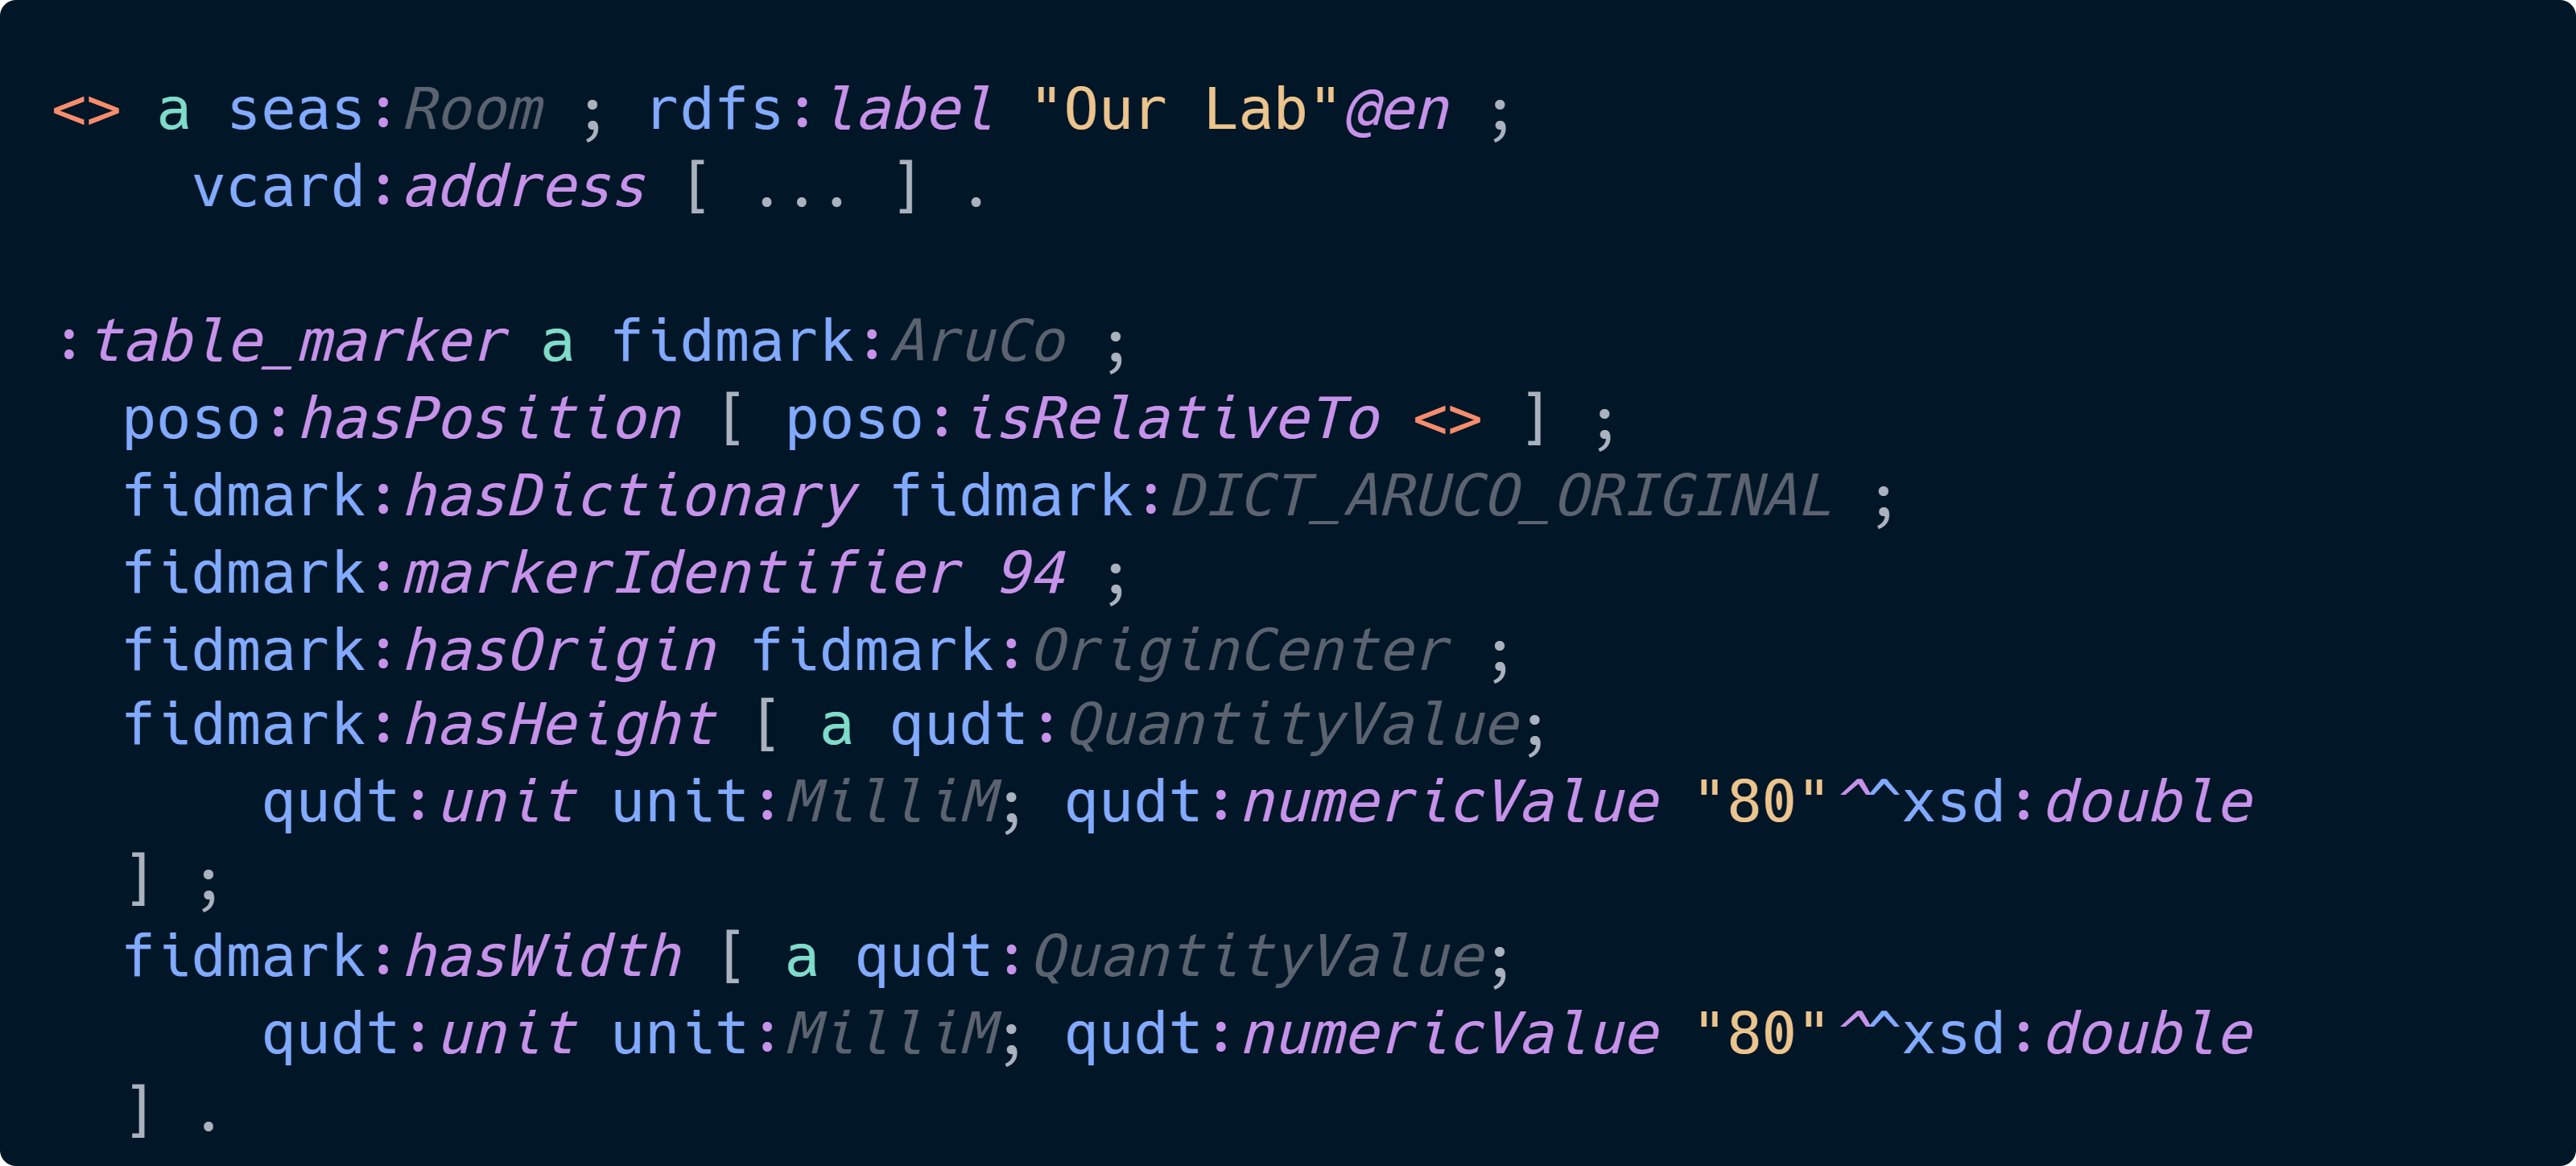 <> a seas:Room ; rdfs:label "Our Lab"@en ;
    vcard:address [ ... ] .

:table_marker a fidmark:AruCo ;
  poso:hasPosition [ poso:isRelativeTo <> ] ;
  fidmark:hasDictionary fidmark:DICT_ARUCO_ORIGINAL ;
  fidmark:markerIdentifier 94 ;
  fidmark:hasOrigin fidmark:OriginCenter ;
  fidmark:hasHeight [ a qudt:QuantityValue;
      qudt:unit unit:MilliM; qudt:numericValue "80"^^xsd:double
  ] ;
  fidmark:hasWidth [ a qudt:QuantityValue;
      qudt:unit unit:MilliM; qudt:numericValue "80"^^xsd:double
  ] .